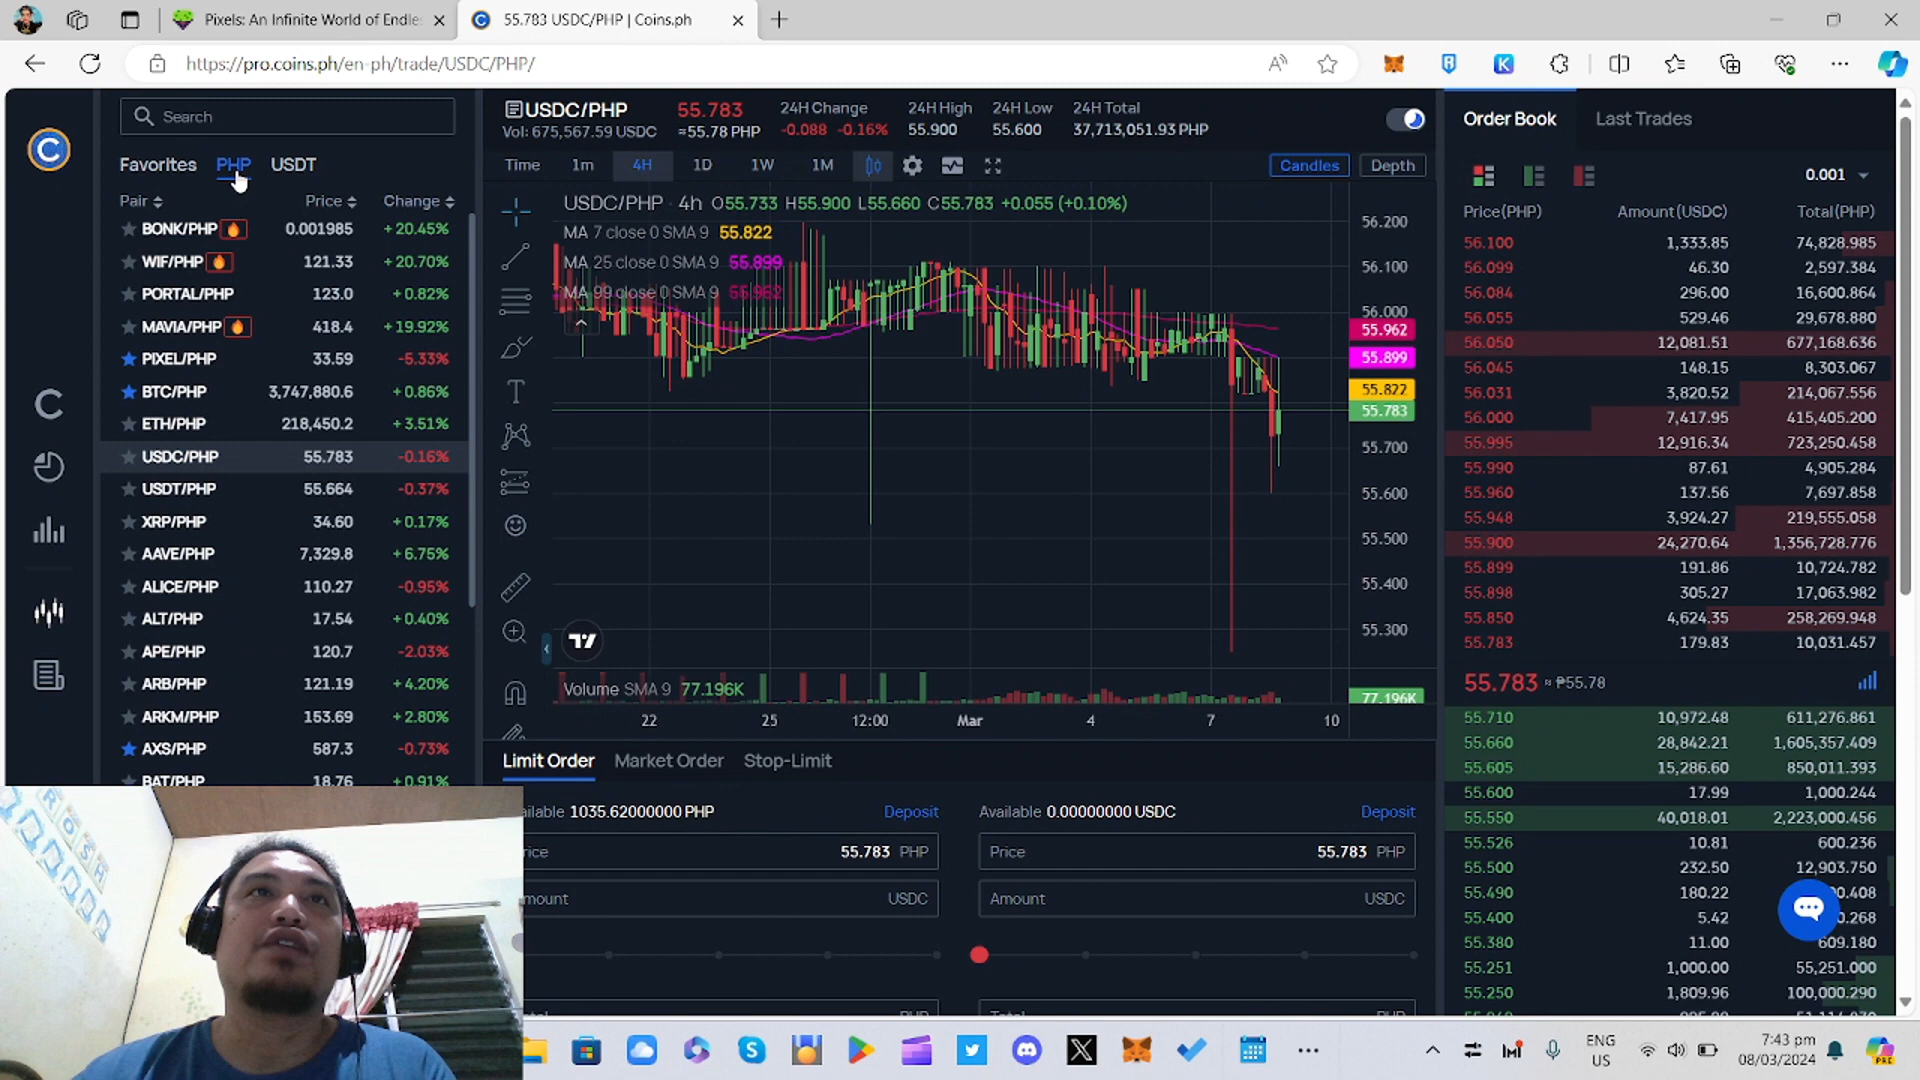 Pixels: An Infinite World of Endles
55.783 USDC/PHP | Coins.ph
https://pro.coins.ph/en-ph/trade/USDC/PHP/
Search
Favorites PHP USDT
Pair Price Change
BONK/PHP 0.001985 +20.45%
WIF/PHP 121.33 +20.70%
PORTAL/PHP 123.0 +0.82%
MAVIA/PHP 418.4 +19.92%
PIXEL/PHP 33.59 -5.33%
BTC/PHP 3,747,880.6 +0.86%
ETH/PHP 218,450.2 +3.51%
USDC/PHP 55.783 -0.16%
USDT/PHP 55.664 -0.37%
XRP/PHP 34.60 +0.17%
AAVE/PHP 7,329.8 +6.75%
ALICE/PHP 110.27 -0.95%
ALT/PHP 17.54 +0.40%
APE/PHP 120.7 -2.03%
ARB/PHP 121.19 +4.20%
ARKM/PHP 153.69 +2.80%
AXS/PHP 587.3 -0.73%
BAT/PHP 18.76 +0.91%
USDC/PHP 55.783 24H Change 24H High 24H Low 24H Total
Vol: 675,567.59 USDC ≈55.78 PHP -0.088 -0.16% 55.900 55.600 37,713,051.93 PHP
Time 1m 4H 1D 1W 1M Candles Depth
USDC/PHP · 4h O55.733 H55.900 L55.660 C55.783 +0.055 (+0.10%)
MA 7 close 0 SMA 9 55.822
MA 25 close 0 SMA 9 55.899
MA 99 close 0 SMA 9 55.962
56.200
56.100
56.000
55.962
55.899
55.822
55.783
55.700
55.600
55.500
55.400
55.300
Volume SMA 9 77.196K
77.196K
22 25 12:00 Mar 4 7 10
Limit Order Market Order Stop-Limit
ailable 1035.62000000 PHP Deposit
rice 55.783 PHP
mount USDC
Available 0.00000000 USDC Deposit
Price 55.783 PHP
Amount USDC
Order Book Last Trades
0.001
Price(PHP) Amount(USDC) Total(PHP)
56.100 1,333.85 74,828.985
56.099 46.30 2,597.384
56.084 296.00 16,600.864
56.055 529.46 29,678.880
56.050 12,081.51 677,168.636
56.045 148.15 8,303.067
56.031 3,820.52 214,067.556
56.000 7,417.95 415,405.200
55.995 12,916.34 723,250.458
55.990 87.61 4,905.284
55.960 137.56 7,697.858
55.948 3,924.27 219,555.058
55.900 24,270.64 1,356,728.776
55.899 191.86 10,724.782
55.898 305.27 17,063.982
55.850 4,624.35 258,269.948
55.783 179.83 10,031.457
55.783 ≈ ₱55.78
55.710 10,972.48 611,276.861
55.660 28,842.21 1,605,357.409
55.605 15,286.60 850,011.393
55.600 17.99 1,000.244
55.550 40,018.01 2,223,000.456
55.526 10.81 600.236
55.500 232.50 12,903.750
55.490 180.22 00.408
55.400 5.42 0.268
55.380 11.00 609.180
55.251 1,000.00 55,251.000
55.250 1,809.96 100,000.290
ENG
US
7:43 pm
08/03/2024
PRE